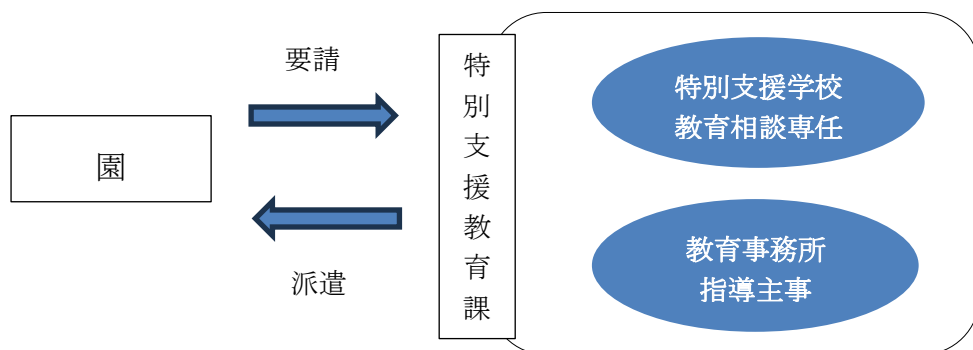 要請
園
派遣
特別支援教育課
特別支援学校
教育相談専任
教育事務所
指導主事